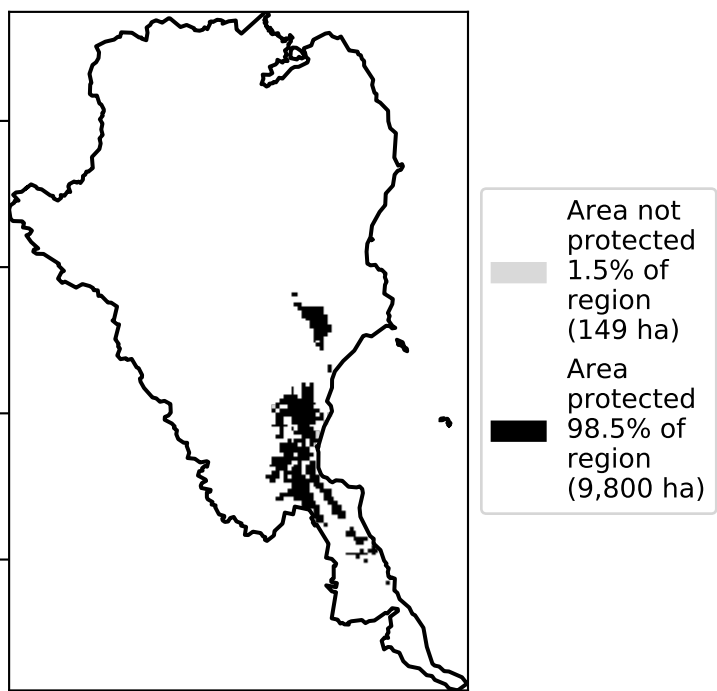 Area not
protected
1.5% of
region
(149 ha)
Area
protected
98.5% of
region
(9,800 ha)